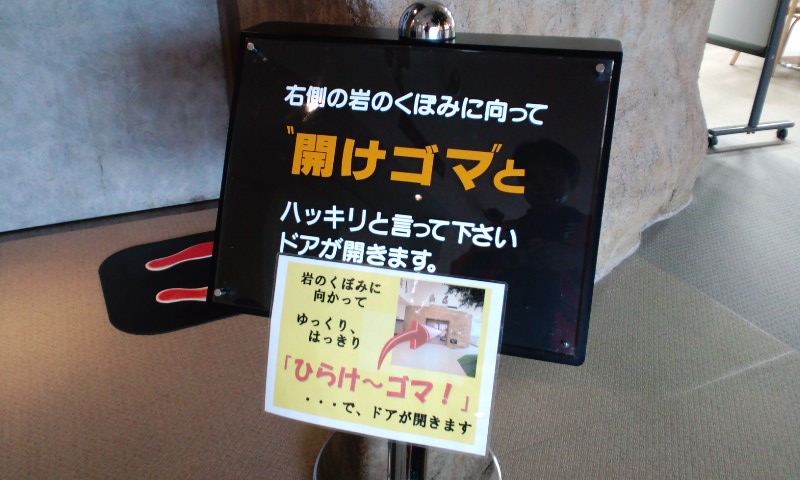 右側の岩のくぼみに向って
"開けゴマ"と
ハッキリと言って下さい
ドアが開きます。
岩のくぼみに
向かって
ゆっくり、
はっきり
「ひらけ〜ゴマ！」
・・・で、ドアが開きます